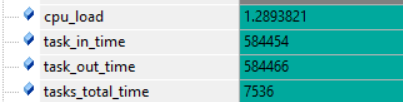 cpu_load 1.2893821
task_in_time 584454
task_out_time 584466
tasks_total_time 7536